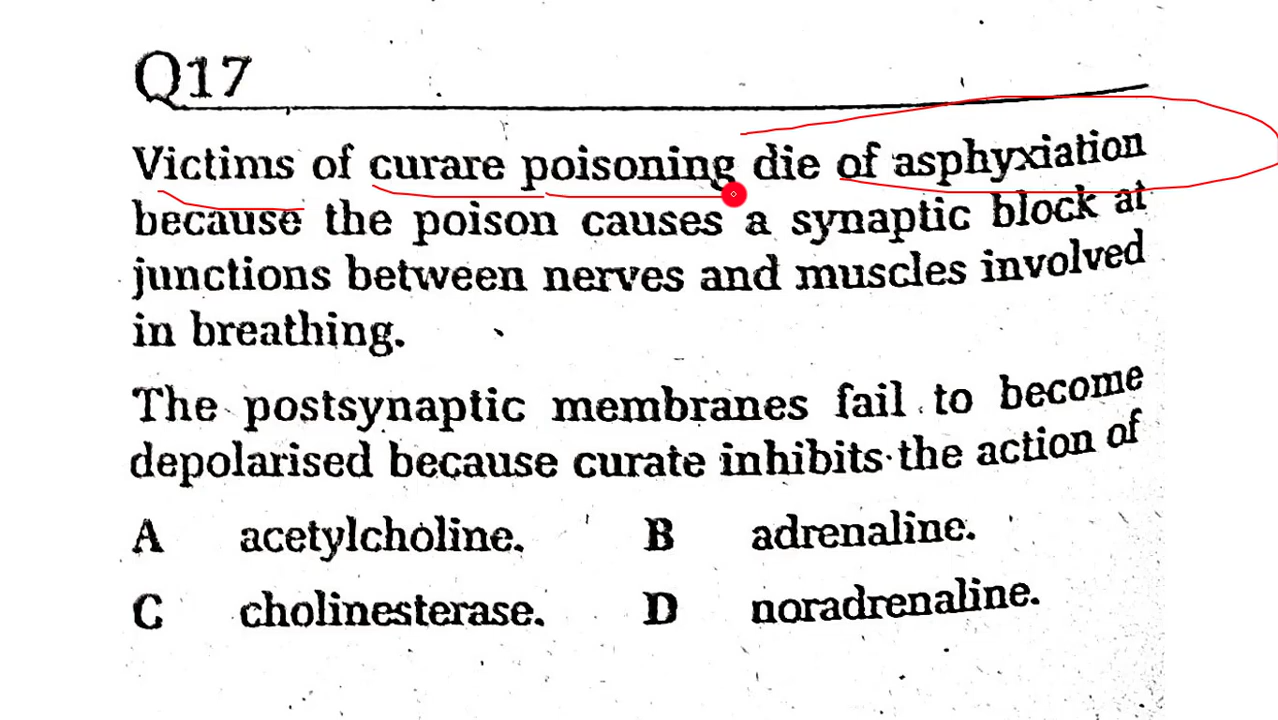 Q17
Victims of curare poisoning die of asphyxiation
because the poison causes a synaptic block at
junctions between nerves and muscles involved
in breathing.
The postsynaptic membranes fail to become
depolarised because curate inhibits the action of
A acetylcholine. B adrenaline.
C cholinesterase. D noradrenaline.